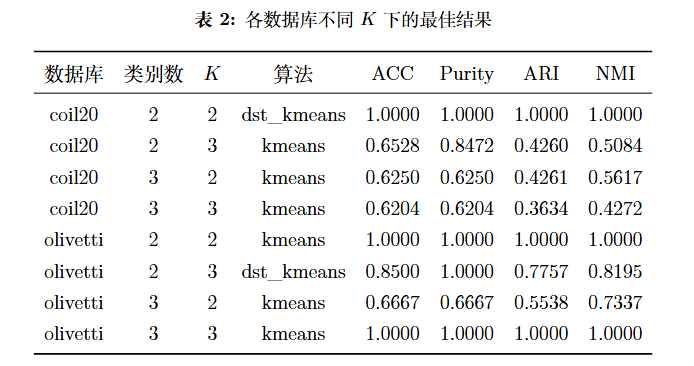 表 2: 各数据库不同 K 下的最佳结果
数据库 类别数 K 算法 ACC Purity ARI NMI
coil20 2 2 dst_kmeans 1.0000 1.0000 1.0000 1.0000
coil20 2 3 kmeans 0.6528 0.8472 0.4260 0.5084
coil20 3 2 kmeans 0.6250 0.6250 0.4261 0.5617
coil20 3 3 kmeans 0.6204 0.6204 0.3634 0.4272
olivetti 2 2 kmeans 1.0000 1.0000 1.0000 1.0000
olivetti 2 3 dst_kmeans 0.8500 1.0000 0.7757 0.8195
olivetti 3 2 kmeans 0.6667 0.6667 0.5538 0.7337
olivetti 3 3 kmeans 1.0000 1.0000 1.0000 1.0000